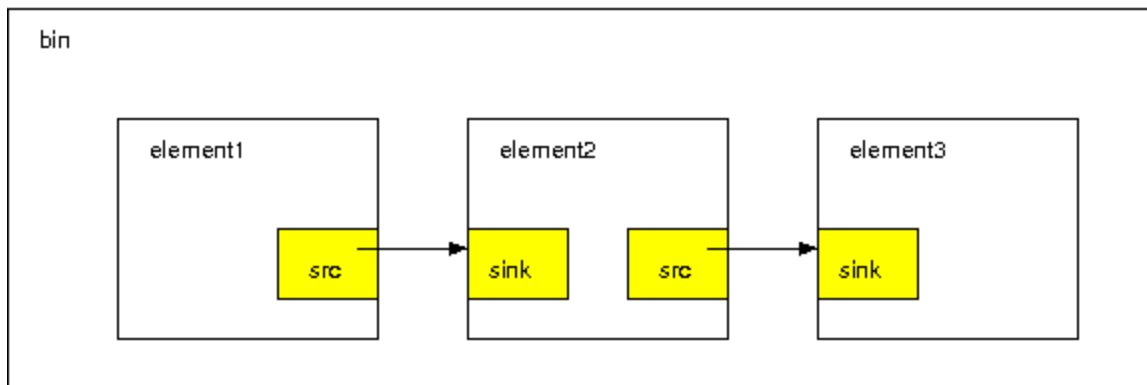 bin
element1
element2
element3
src
sink
src
sink